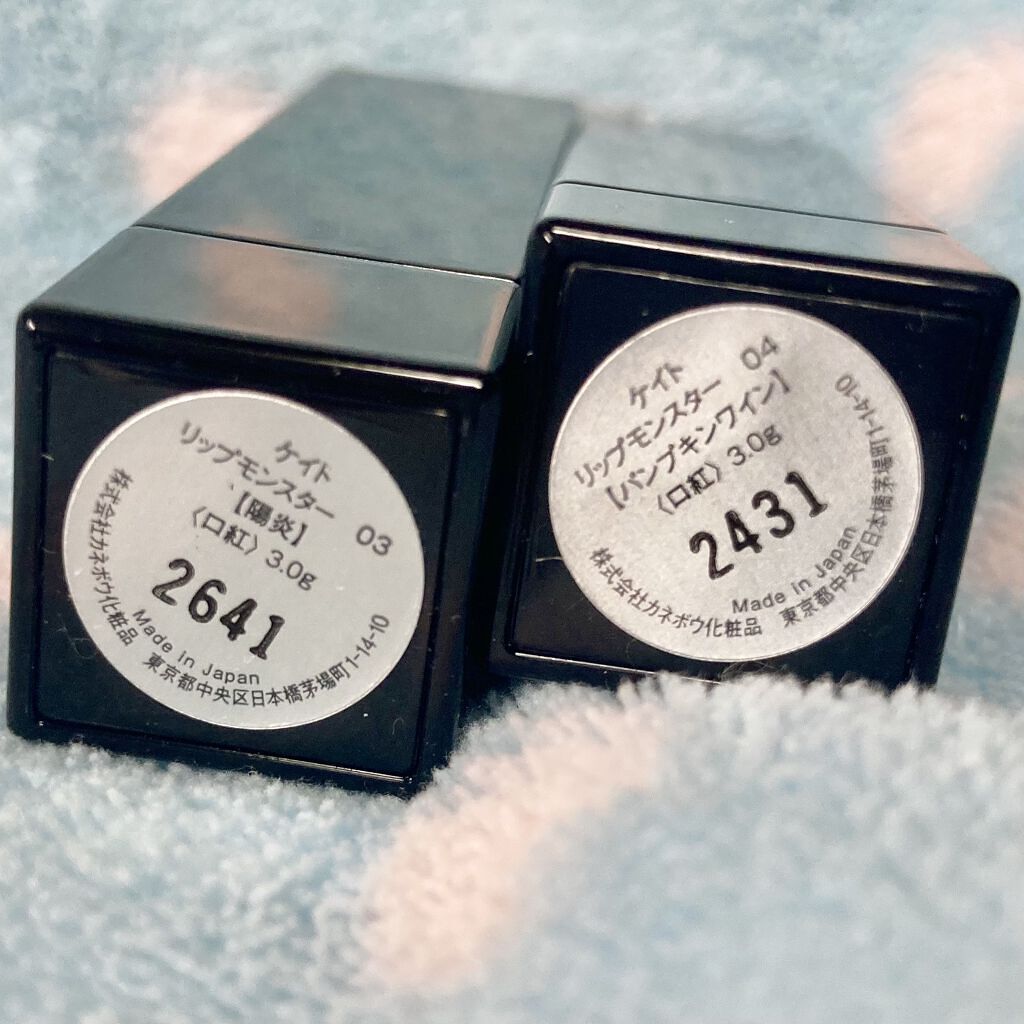 ケイト
リップモンスター 03
【陽炎】
〈口紅〉3.0g
2641
Made in Japan
株式会社カネボウ化粧品 東京都中央区日本橋茅場町1-14-10
ケイト
リップモンスター 04
【パンプキンワイン】
〈口紅〉3.0g
2431
Made in Japan
株式会社カネボウ化粧品 東京都中央区日本橋茅場町1-14-10